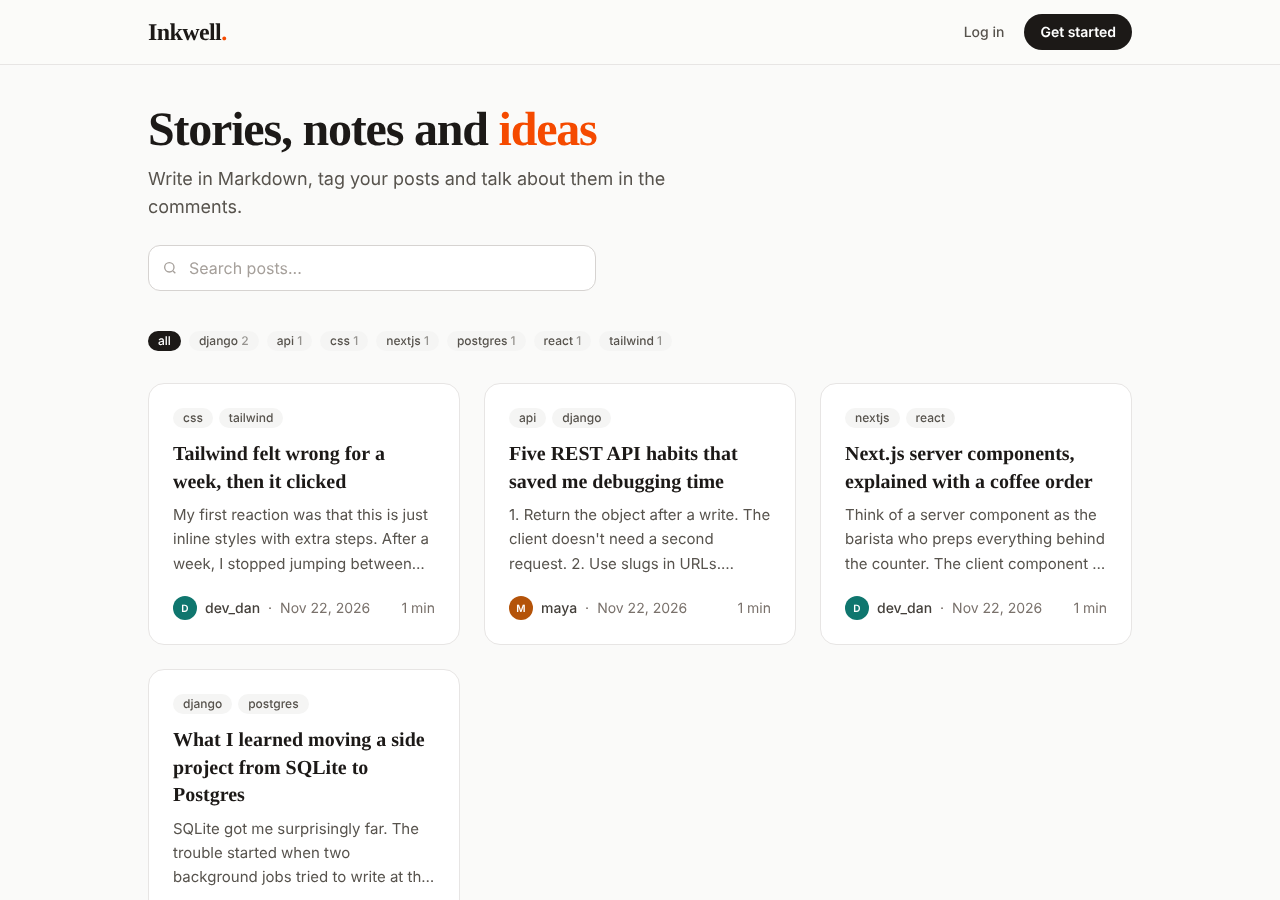 Inkwell.
Log in
Get started
Stories, notes and ideas
Write in Markdown, tag your posts and talk about them in the
comments.
Search posts...
all
django 2
api 1
css 1
nextjs 1
postgres 1
react 1
tailwind 1
css
tailwind
Tailwind felt wrong for a
week, then it clicked
My first reaction was that this is just
inline styles with extra steps. After a
week, I stopped jumping between...
D
dev_dan · Nov 22, 2026
1 min
api
django
Five REST API habits that
saved me debugging time
1. Return the object after a write. The
client doesn't need a second
request. 2. Use slugs in URLs....
M
maya · Nov 22, 2026
1 min
nextjs
react
Next.js server components,
explained with a coffee order
Think of a server component as the
barista who preps everything behind
the counter. The client component ...
D
dev_dan · Nov 22, 2026
1 min
django
postgres
What I learned moving a side
project from SQLite to
Postgres
SQLite got me surprisingly far. The
trouble started when two
background jobs tried to write at th...